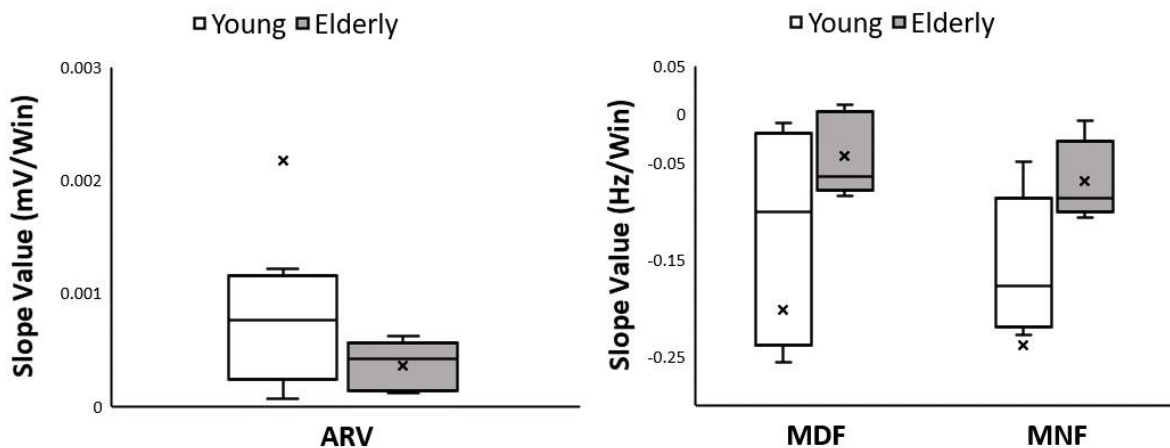 Young Elderly
Slope Value (mV/Win)
0.003
0.002
0.001
0
ARV
Young Elderly
Slope Value (Hz/Win)
0.05
0
-0.05
-0.15
-0.25
MDF MNF